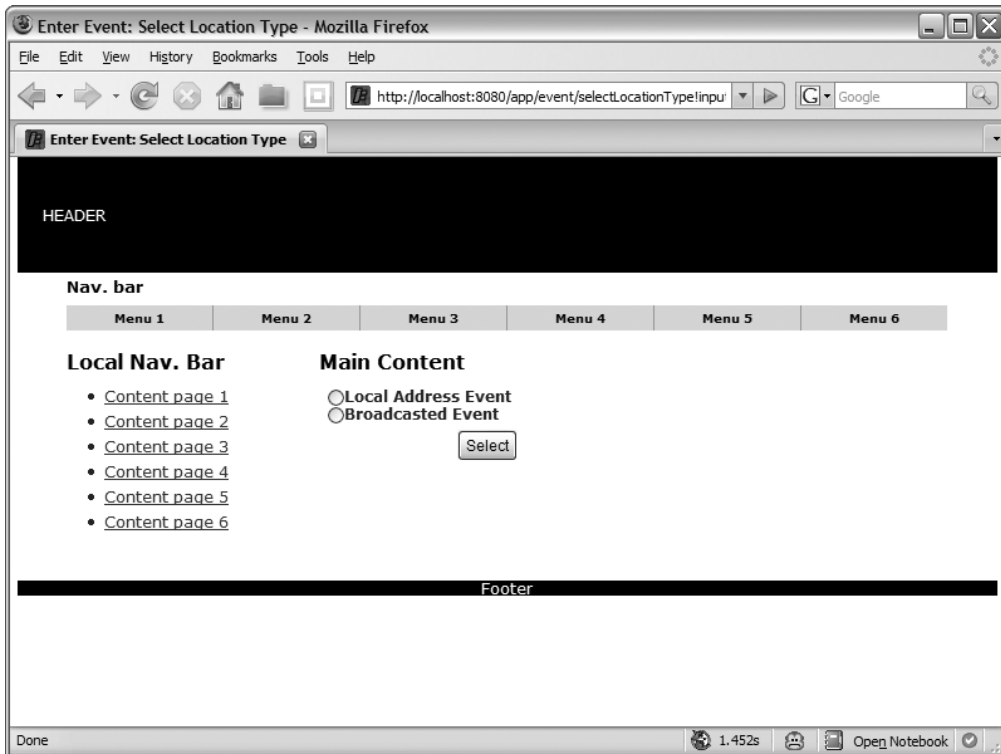 Enter Event: Select Location Type - Mozilla Firefox
File Edit View History Bookmarks Tools Help
http://localhost:8080/app/event/selectLocationType!input
G Google
Enter Event: Select Location Type
HEADER
Nav. bar
Menu 1 Menu 2 Menu 3 Menu 4 Menu 5 Menu 6
Local Nav. Bar
Content page 1
Content page 2
Content page 3
Content page 4
Content page 5
Content page 6
Main Content
Local Address Event
Broadcasted Event
Select
Footer
Done 1.452s Open Notebook